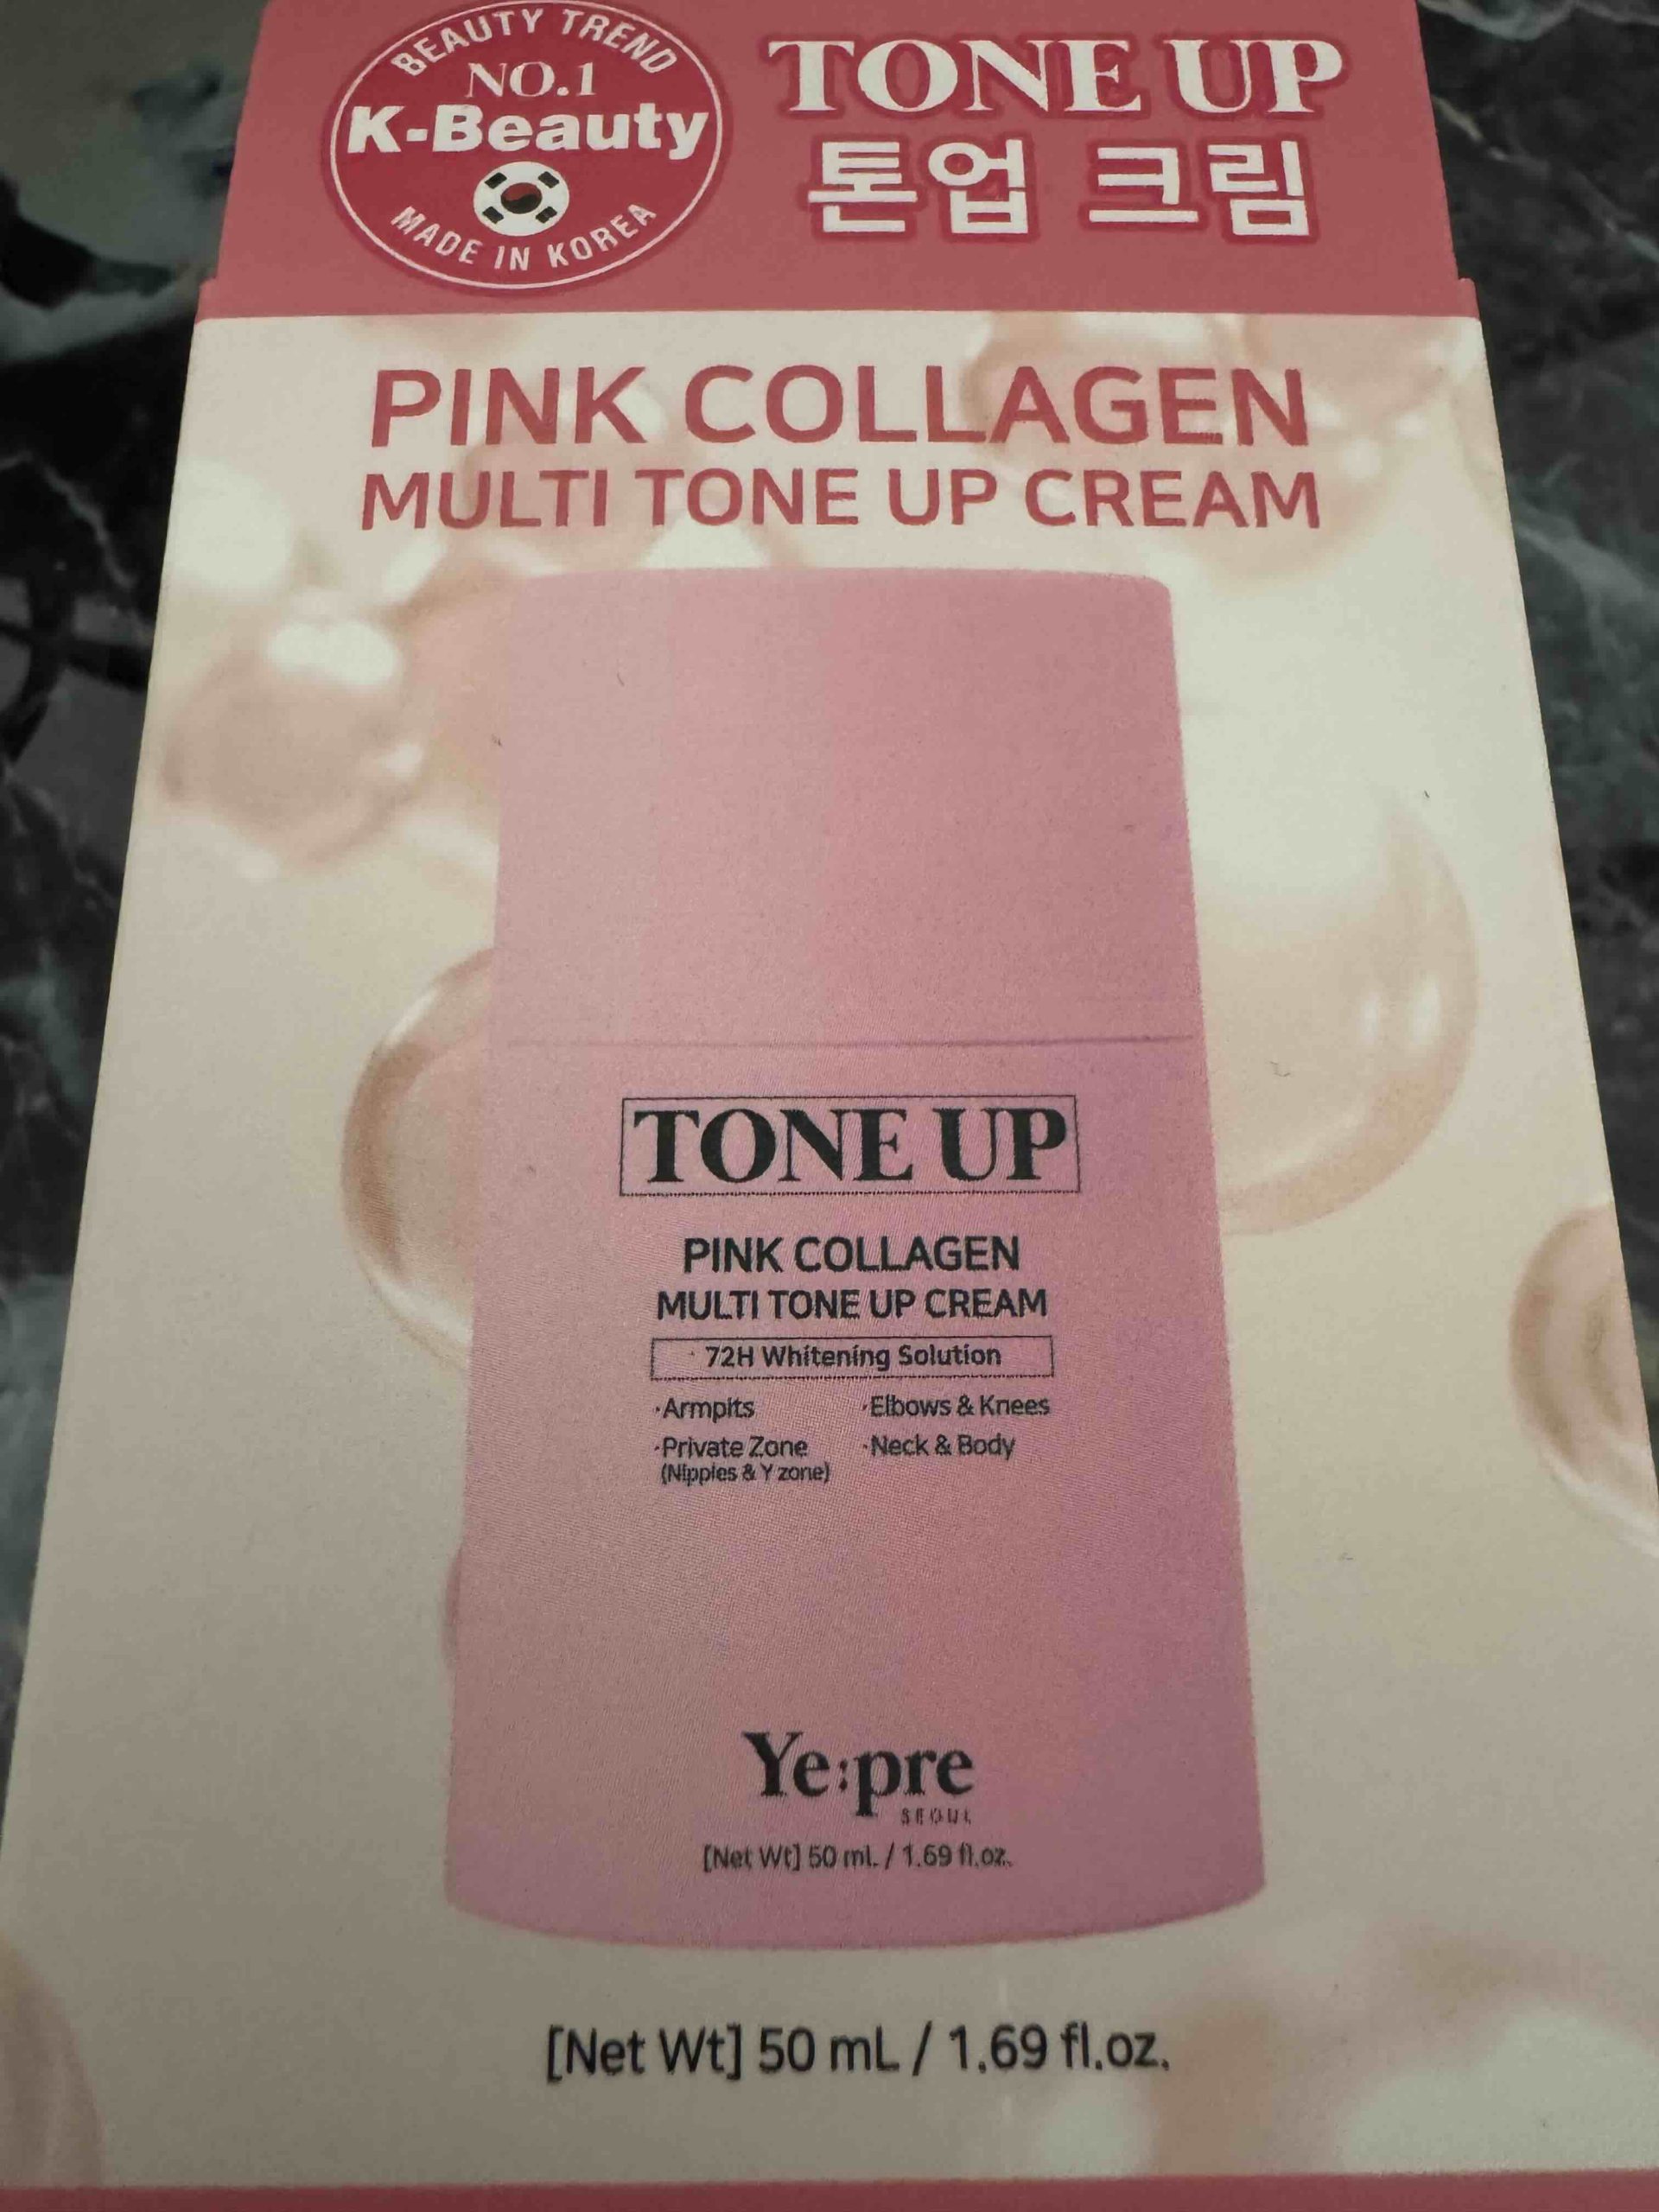 BEAUTY TREND
NO.1
K-Beauty
MADE IN KOREA
TONE UP
톤업 크림
PINK COLLAGEN
MULTI TONE UP CREAM
TONE UP
PINK COLLAGEN
MULTI TONE UP CREAM
72H Whitening Solution
·Armpits ·Elbows & Knees
·Private Zone ·Neck & Body
(Nipples & Y zone)
Ye:pre
SEOUL
[Net Wt] 50 mL / 1.69 fl.oz.
[Net Wt] 50 mL / 1.69 fl.oz.